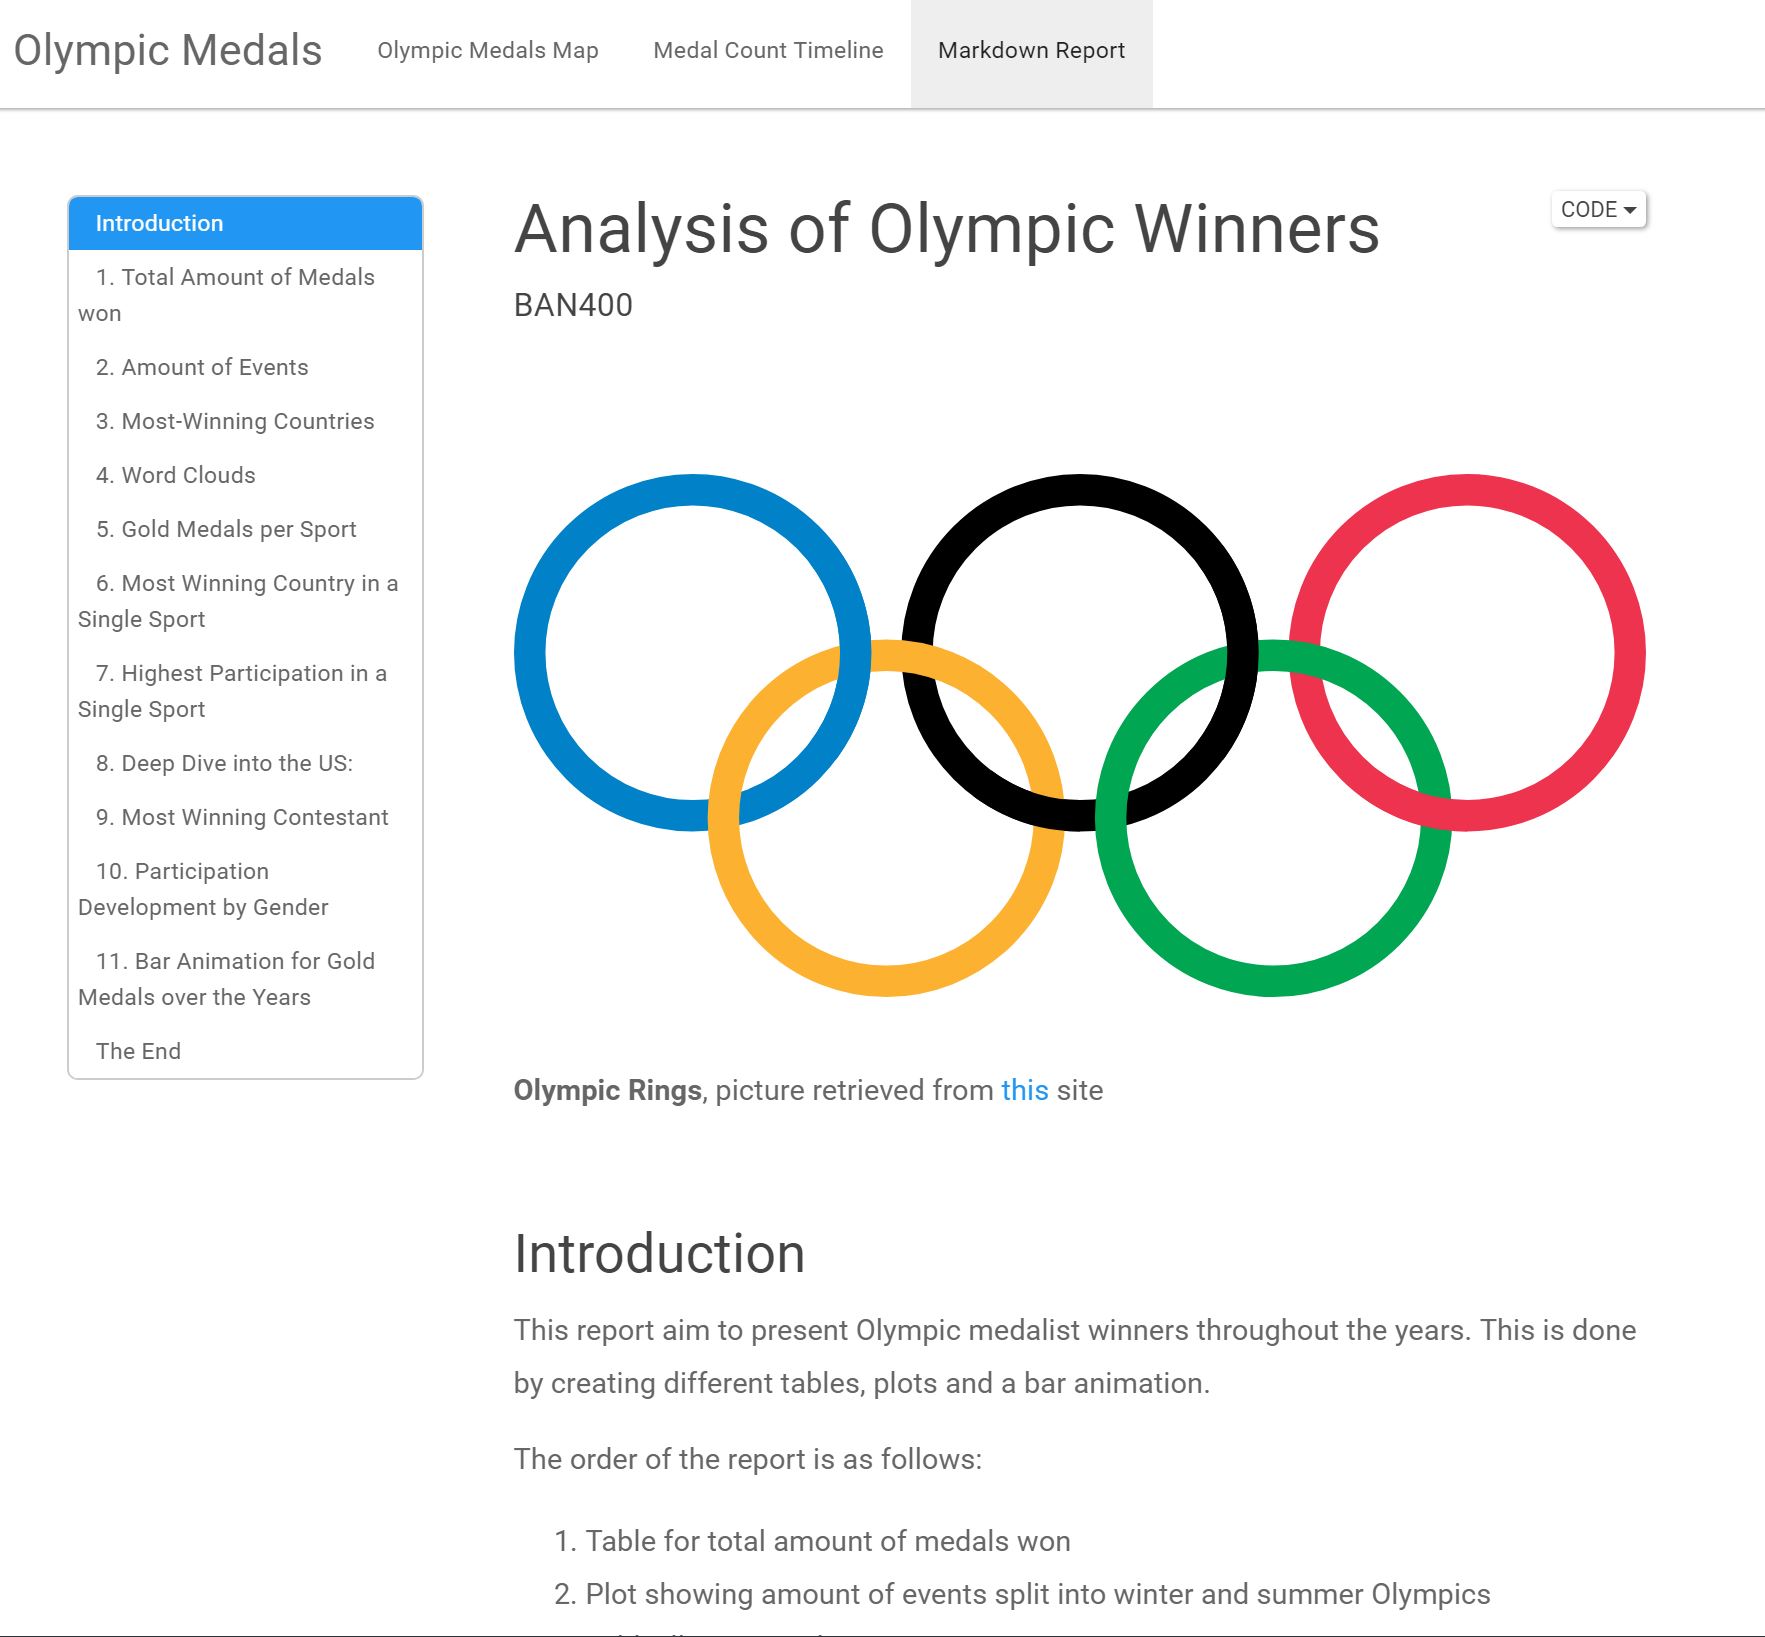 Olympic Medals
Olympic Medals Map
Medal Count Timeline
Markdown Report
Introduction
1. Total Amount of Medals
won
2. Amount of Events
3. Most-Winning Countries
4. Word Clouds
5. Gold Medals per Sport
6. Most Winning Country in a
Single Sport
7. Highest Participation in a
Single Sport
8. Deep Dive into the US:
9. Most Winning Contestant
10. Participation
Development by Gender
11. Bar Animation for Gold
Medals over the Years
The End
Analysis of Olympic Winners
CODE
BAN400
Olympic Rings, picture retrieved from this site
Introduction
This report aim to present Olympic medalist winners throughout the years. This is done
by creating different tables, plots and a bar animation.
The order of the report is as follows:
1. Table for total amount of medals won
2. Plot showing amount of events split into winter and summer Olympics